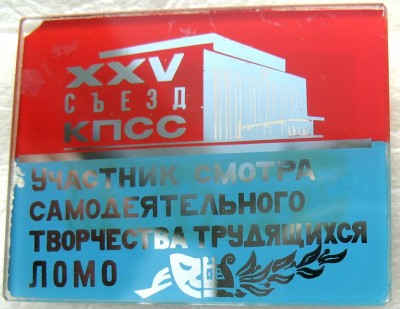 XXV
СЪЕЗД
КПСС
УЧАСТНИК СМОТРА
САМОДЕЯТЕЛЬНОГО
ТВОРЧЕСТВА ТРУДЯЩИХСЯ
ЛОМО